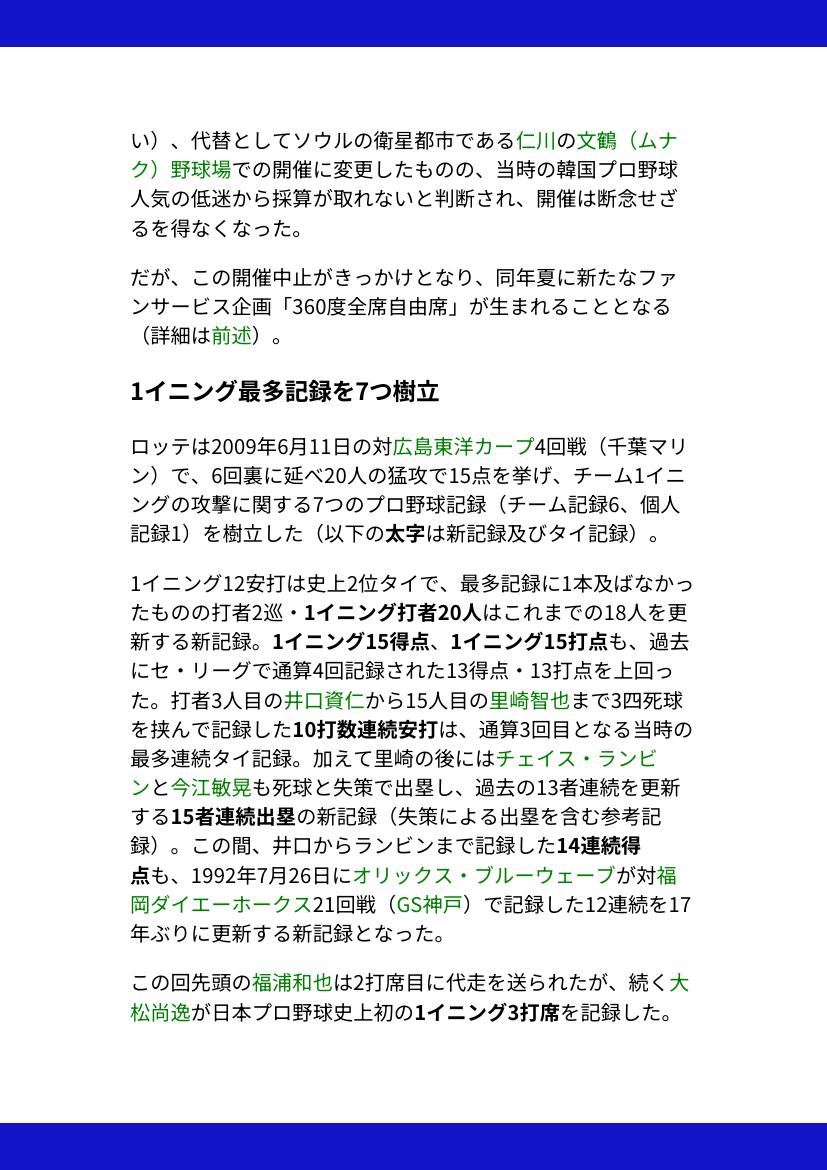 い）、代替としてソウルの衛星都市である仁川の文鶴（ムナ
ク）野球場での開催に変更したものの、当時の韓国プロ野球
人気の低迷から採算が取れないと判断され、開催は断念せざ
るを得なくなった。
だが、この開催中止がきっかけとなり、同年夏に新たなファ
ンサービス企画「360度全席自由席」が生まれることとなる
（詳細は前述）。
1イニング最多記録を7つ樹立
ロッテは2009年6月11日の対広島東洋カープ4回戦（千葉マリ
ン）で、6回裏に延べ20人の猛攻で15点を挙げ、チーム1イニ
ングの攻撃に関する7つのプロ野球記録（チーム記録6、個人
記録1）を樹立した（以下の太字は新記録及びタイ記録）。
1イニング12安打は史上2位タイで、最多記録に1本及ばなかっ
たものの打者2巡・1イニング打者20人はこれまでの18人を更
新する新記録。1イニング15得点、1イニング15打点も、過去
にセ・リーグで通算4回記録された13得点・13打点を上回っ
た。打者3人目の井口資仁から15人目の里崎智也まで3四死球
を挟んで記録した10打数連続安打は、通算3回目となる当時の
最多連続タイ記録。加えて里崎の後にはチェイス・ランビ
ンと今江敏晃も死球と失策で出塁し、過去の13者連続を更新
する15者連続出塁の新記録（失策による出塁を含む参考記
録）。この間、井口からランビンまで記録した14連続得
点も、1992年7月26日にオリックス・ブルーウェーブが対福
岡ダイエーホークス21回戦（GS神戸）で記録した12連続を17
年ぶりに更新する新記録となった。
この回先頭の福浦和也は2打席目に代走を送られたが、続く大
松尚逸が日本プロ野球史上初の1イニング3打席を記録した。